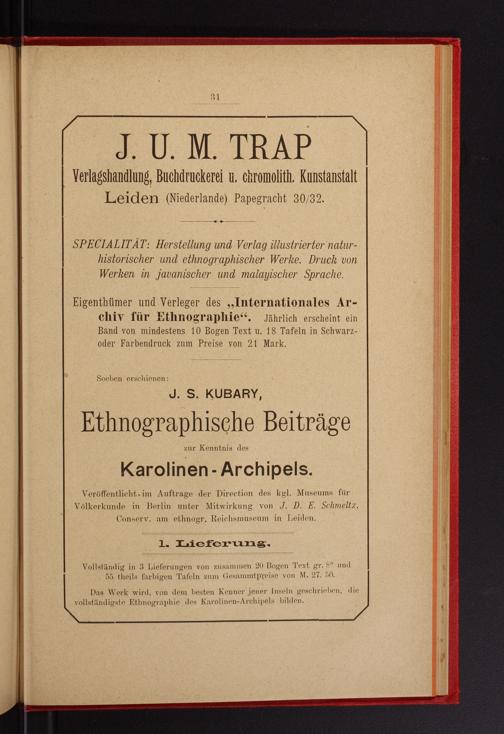 31
J. U. M. TRAP
Verlagshandlung, Buchdruckerei u. chromolith. Kunstanstalt
Leiden (Niederlande) Papegracht 30/32.
SPECIALITÄT: Herstellung und Verlag illustrierter natur-
historischer und ethnographischer Werke. Druck von
Werken in javanischer und malayischer Sprache.
Eigenthümer und Verleger des „Internationales Ar-
chiv für Ethnographie“. Jährlich erscheint ein
Band von mindestens 10 Bogen Text u. 18 Tafeln in Schwarz-
oder Farbendruck zum Preise von 21 Mark.
Soeben erschienen:
J. S. KUBARY,
Ethnographische Beiträge
zur Kenntnis des
Karolinen-Archipels.
Veröffentlicht im Auftrage der Direction des kgl. Museums für
Völkerkunde in Berlin unter Mitwirkung von J. D. E. Schmeltz,
Conserv. am ethnogr. Reichsmuseum in Leiden.
1. Lieferung.
Vollständig in 3 Lieferungen von zusammen 20 Bogen Text gr. 8° und
55 theils farbigen Tafeln zum Gesammtpreise von M. 27. 50.
Das Werk wird, von dem besten Kenner jener Inseln geschrieben, die
vollständigste Ethnographie des Karolinen-Archipels bilden.